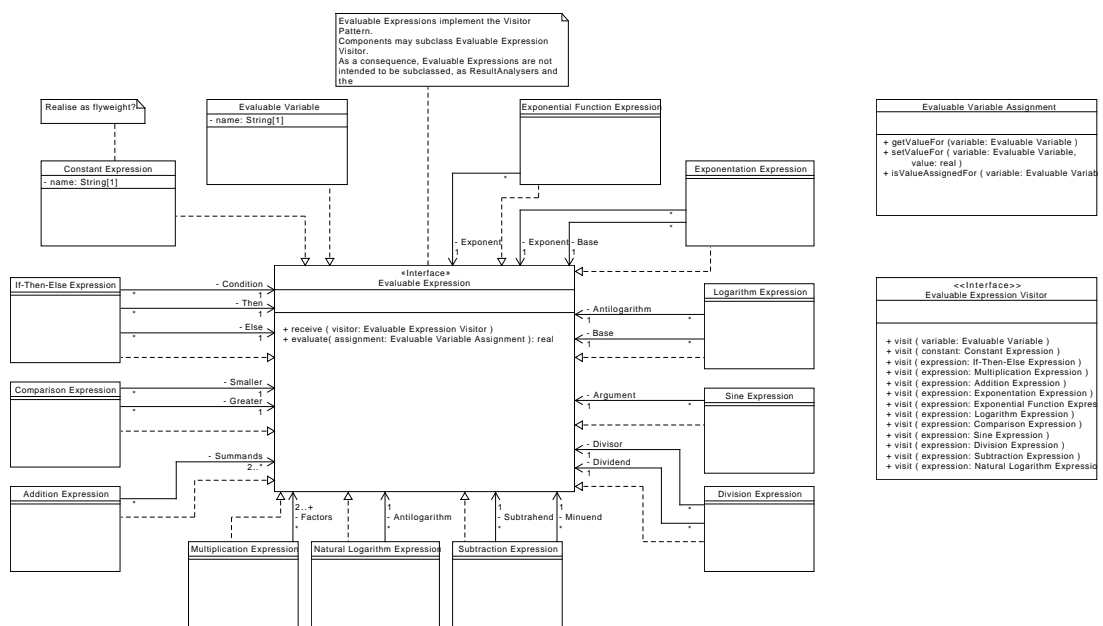 Evaluable Expressions implement the Visitor
Pattern.
Components may subclass Evaluable Expression
Visitor.
As a consequence, Evaluable Expressions are not
intended to be subclassed, as ResultAnalysers and
the
Realise as flyweight?
Evaluable Variable
- name: String[1]
Exponential Function Expression
*
Evaluable Variable Assignment
+ getValueFor (variable: Evaluable Variable )
+ setValueFor ( variable: Evaluable Variable,
value: real )
+ isValueAssignedFor ( variable: Evaluable Variab
Constant Expression
- name: String[1]
Exponentation Expression
*
*
- Exponent
1
- Exponent
1
- Base
1
«Interface»
Evaluable Expression
+ receive ( visitor: Evaluable Expression Visitor )
+ evaluate( assignment: Evaluable Variable Assignment ): real
If-Then-Else Expression
- Condition
* 1
- Then
* 1
- Else
* 1
Comparison Expression
- Smaller
* 1
- Greater
* 1
Addition Expression
- Summands
2..*
*
Logarithm Expression
- Antilogarithm
1 *
- Base
1 *
Sine Expression
- Argument
1 *
Division Expression
- Divisor
1
*
- Dividend
1
*
2..+
- Factors
*
Multiplication Expression
1
- Antilogarithm
*
Natural Logarithm Expression
1
- Subtrahend
*
1
- Minuend
*
Subtraction Expression
<<Interface>>
Evaluable Expression Visitor
+ visit ( variable: Evaluable Variable )
+ visit ( constant: Constant Expression )
+ visit ( expression: If-Then-Else Expression )
+ visit ( expression: Multiplication Expression )
+ visit ( expression: Addition Expression )
+ visit ( expression: Exponentation Expression )
+ visit ( expression: Exponential Function Expres
+ visit ( expression: Logarithm Expression )
+ visit ( expression: Comparison Expression )
+ visit ( expression: Sine Expression )
+ visit ( expression: Division Expression )
+ visit ( expression: Subtraction Expression )
+ visit ( expression: Natural Logarithm Expressio